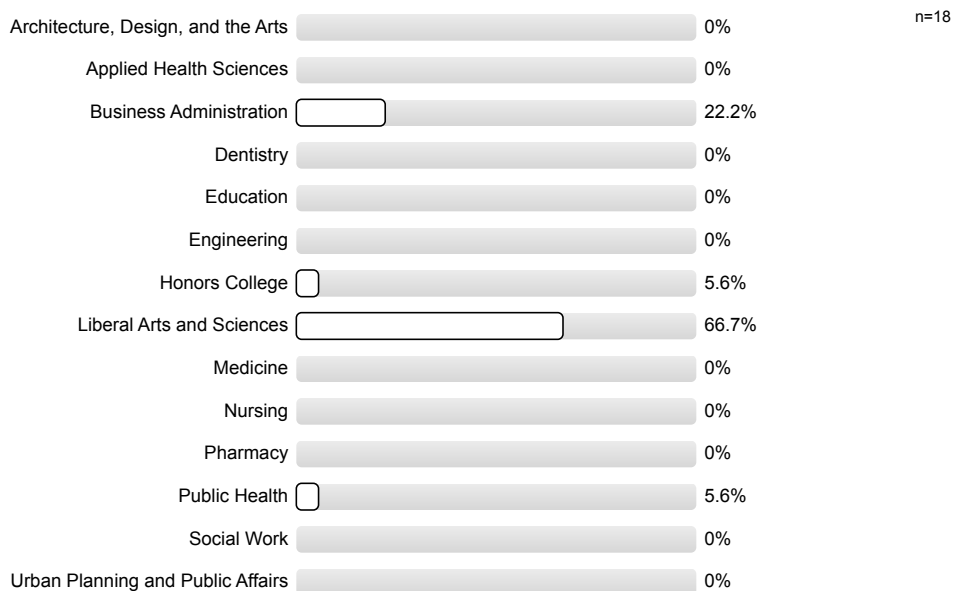 n=18
Architecture, Design, and the Arts 0%
Applied Health Sciences 0%
Business Administration 22.2%
Dentistry 0%
Education 0%
Engineering 0%
Honors College 5.6%
Liberal Arts and Sciences 66.7%
Medicine 0%
Nursing 0%
Pharmacy 0%
Public Health 5.6%
Social Work 0%
Urban Planning and Public Affairs 0%